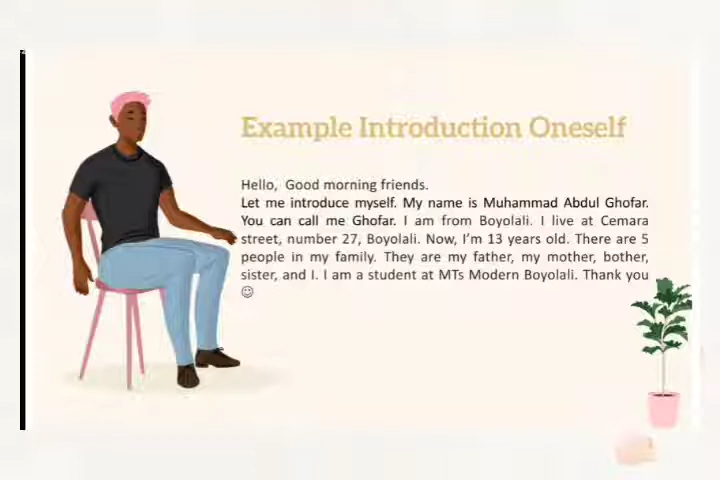 Example Introduction Oneself
Hello, Good morning friends.
Let me introduce myself. My name is Muhammad Abdul Ghofar.
You can call me Ghofar. I am from Boyolali. I live at Cemara
street, number 27, Boyolali. Now, I'm 13 years old. There are 5
people in my family. They are my father, my mother, bother,
sister, and I. I am a student at MTs Modern Boyolali. Thank you
☺